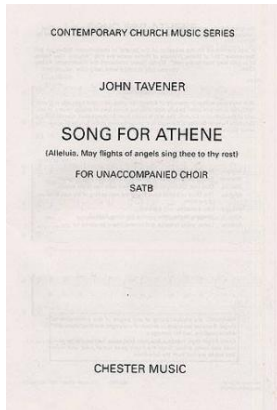 CONTEMPORARY CHURCH MUSIC SERIES
JOHN TAVENER
SONG FOR ATHENE
(Alleluia. May flights of angels sing thee to thy rest)
FOR UNACCOMPANIED CHOIR
SATB
CHESTER MUSIC